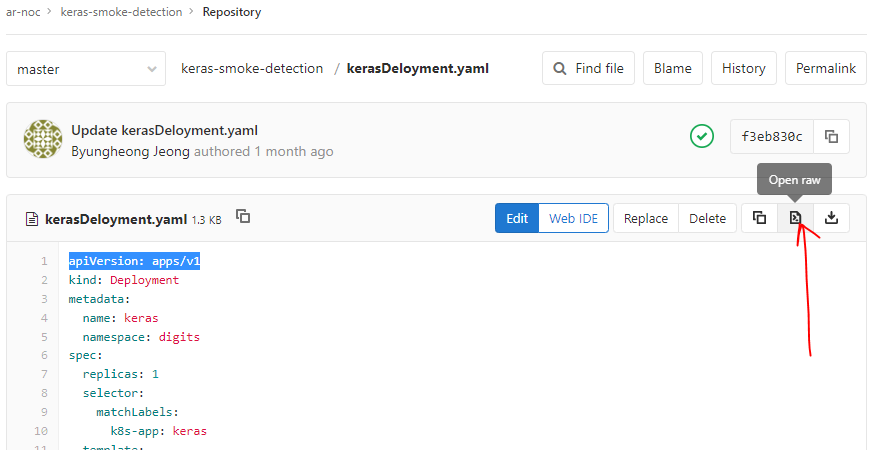 ar-noc > keras-smoke-detection > Repository
master keras-smoke-detection / kerasDeloyment.yaml Find file Blame History Permalink
Update kerasDeloyment.yaml
Byungheong Jeong authored 1 month ago f3eb830c
Open raw
kerasDeloyment.yaml 1.3 KB Edit Web IDE Replace Delete
1 apiVersion: apps/v1
2 kind: Deployment
3 metadata:
4 name: keras
5 namespace: digits
6 spec:
7 replicas: 1
8 selector:
9 matchLabels:
10 k8s-app: keras
11 template: